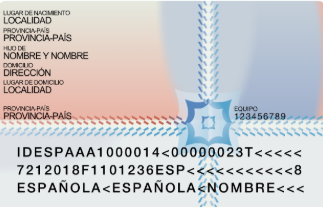 LUGAR DE NACIMIENTO
LOCALIDAD
PROVINCIA-PAÍS
PROVINCIA-PAÍS
HIJO DE
NOMBRE Y NOMBRE
DOMICILIO
DIRECCIÓN
LUGAR DE DOMICILIO
LOCALIDAD
PROVINCIA-PAÍS
PROVINCIA-PAÍS
EQUIPO
123456789
IDESPAAA1000014<00000023T<<<<<
7212018F1101236ESP<<<<<<<<<<<8
ESPAÑOLA<ESPAÑOLA<NOMBRE<<<